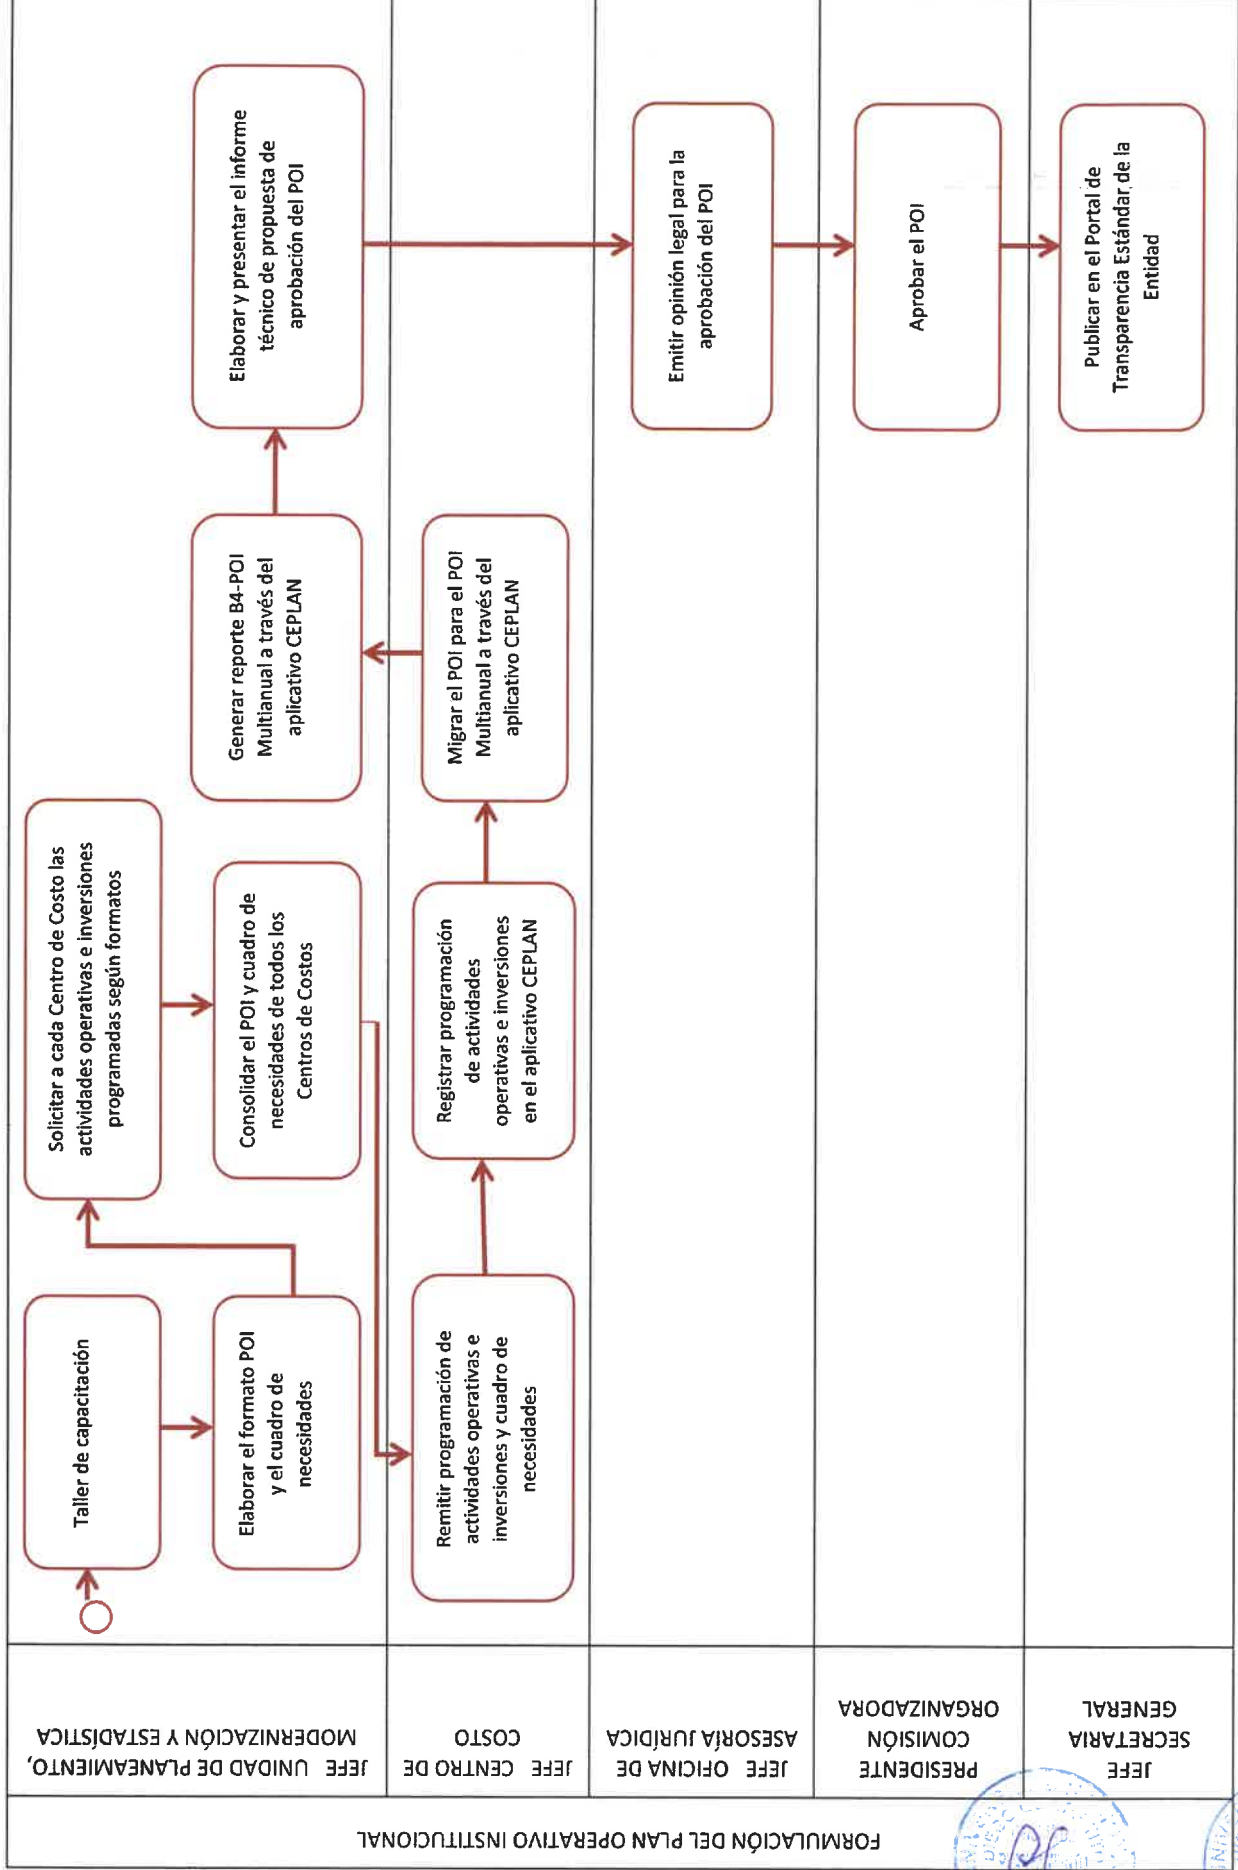 FORMULACIÓN DEL PLAN OPERATIVO INSTITUCIONAL
JEFE UNIDAD DE PLANEAMIENTO,
MODERNIZACIÓN Y ESTADÍSTICA
Taller de capacitación
Elaborar el formato POI
y el cuadro de
necesidades
Solicitar a cada Centro de Costo las
actividades operativas e inversiones
programadas según formatos
Consolidar el POI y cuadro de
necesidades de todos los
Centros de Costos
Generar reporte B4-POI
Multianual a través del
aplicativo CEPLAN
Elaborar y presentar el informe
técnico de propuesta de
aprobación del POI
JEFE CENTRO DE
COSTO
Remitir programación de
actividades operativas e
inversiones y cuadro de
necesidades
Registrar programación
de actividades
operativas e inversiones
en el aplicativo CEPLAN
Migrar el POI para el POI
Multianual a través del
aplicativo CEPLAN
JEFE OFICINA DE
ASESORÍA JURÍDICA
Emitir opinión legal para la
aprobación del POI
PRESIDENTE
COMISIÓN
ORGANIZADORA
Aprobar el POI
JEFE
SECRETARIA
GENERAL
Publicar en el Portal de
Transparencia Estándar de la
Entidad